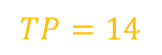 TP = 14